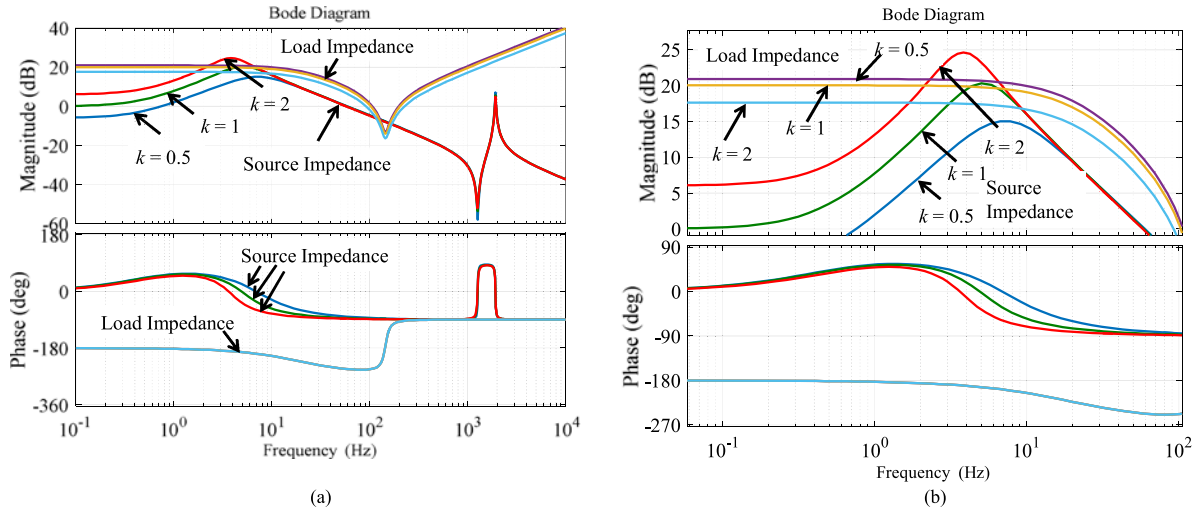 Bode Diagram
Magnitude (dB)
40
20
0
-20
-40
-60
Load Impedance
k = 2
k = 1
k = 0.5
Source Impedance
Phase (deg)
180
0
-180
-360
Source Impedance
Load Impedance
10^-1
10^0
10^1
10^2
10^3
10^4
Frequency (Hz)
(a)
Bode Diagram
Magnitude (dB)
25
20
15
10
5
0
Load Impedance
k = 0.5
k = 1
k = 2
k = 2
k = 1
k = 0.5
Source
Impedance
Phase (deg)
90
0
-90
-180
-270
10^-1
10^0
10^1
10^2
Frequency (Hz)
(b)